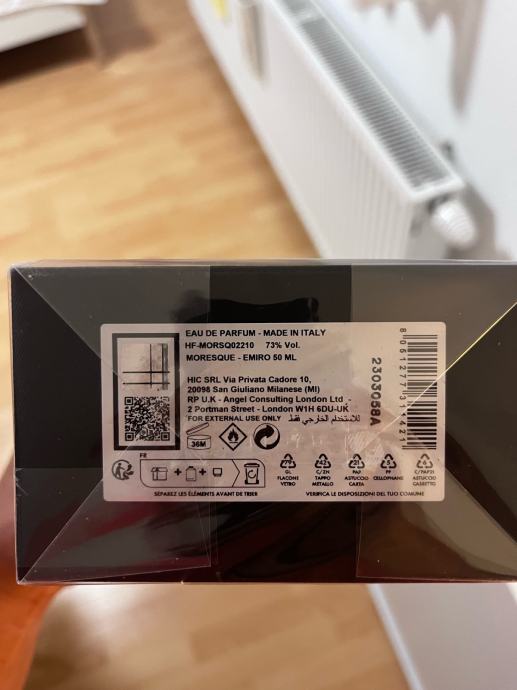 EAU DE PARFUM - MADE IN ITALY
HF-MORSQ02210 73% Vol.
MORESQUE - EMIRO 50 ML
HIC SRL Via Privata Cadore 10,
20098 San Giuliano Milanese (MI)
RP U.K - Angel Consulting London Ltd -
2 Portman Street - London W1H 6DU-UK
FOR EXTERNAL USE ONLY للاستخدام الخارجي فقط
2303058A
8051277311421
36M
FR
+ +
SÉPAREZ LES ÉLÉMENTS AVANT DE TRIER
GL
FLACONE
VETRO
C/ZN
TAPPO
METALLO
PAP
ASTUCCIO
CARTA
PP
CELLOPHANE
C/PAP21
ASTUCCIO
CASSETTO
VERIFICA LE DISPOSIZIONI DEL TUO COMUNE